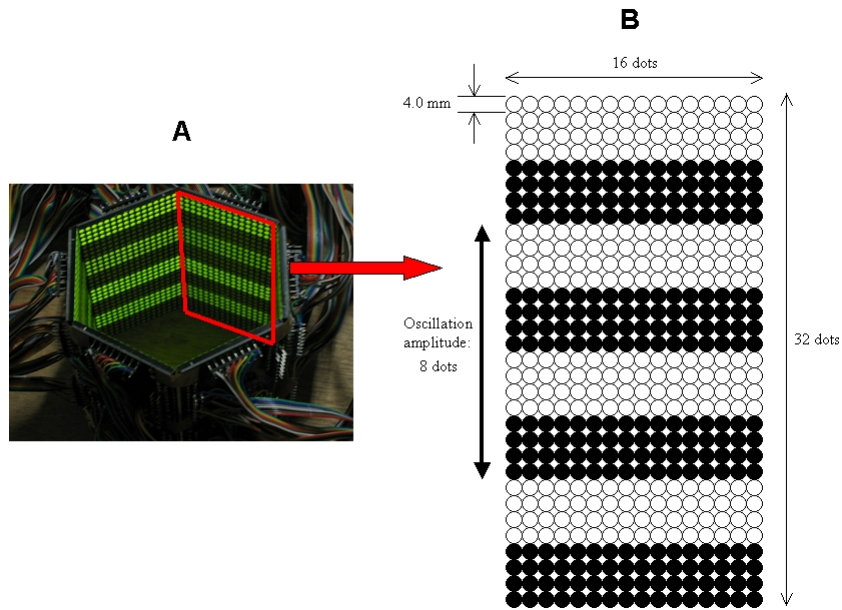 B
16 dots
4.0 mm
A
Oscillation
amplitude:
8 dots
32 dots